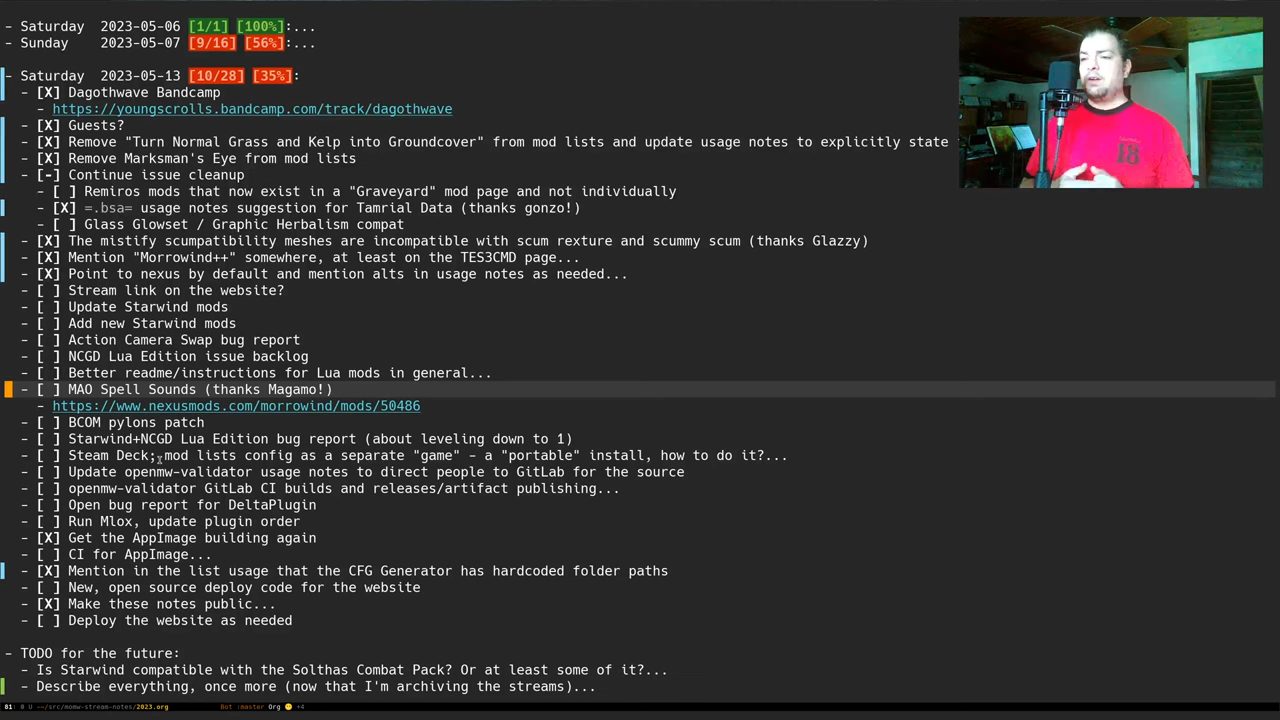 - Saturday  2023-05-06 [1/1] [100%]:...
- Sunday    2023-05-07 [9/16] [56%]:...
- Saturday  2023-05-13 [10/28] [35%]:
- [X] Dagothwave Bandcamp
- https://youngscrolls.bandcamp.com/track/dagothwave
- [X] Guests?
- [X] Remove "Turn Normal Grass and Kelp into Groundcover" from mod lists and update usage notes to explicitly state
- [X] Remove Marksman's Eye from mod lists
- [-] Continue issue cleanup
- [ ] Remiros mods that now exist in a "Graveyard" mod page and not individually
- [X] =.bsa= usage notes suggestion for Tamrial Data (thanks gonzo!)
- [ ] Glass Glowset / Graphic Herbalism compat
- [X] The mistify scumpatibility meshes are incompatible with scum rexture and scummy scum (thanks Glazzy)
- [X] Mention "Morrowind++" somewhere, at least on the TES3CMD page...
- [X] Point to nexus by default and mention alts in usage notes as needed...
- [ ] Stream link on the website?
- [ ] Update Starwind mods
- [ ] Add new Starwind mods
- [ ] Action Camera Swap bug report
- [ ] NCGD Lua Edition issue backlog
- [ ] Better readme/instructions for Lua mods in general...
- [ ] MAO Spell Sounds (thanks Magamo!)
- https://www.nexusmods.com/morrowind/mods/50486
- [ ] BCOM pylons patch
- [ ] Starwind+NCGD Lua Edition bug report (about leveling down to 1)
- [ ] Steam Deck; mod lists config as a separate "game" - a "portable" install, how to do it?...
- [ ] Update openmw-validator usage notes to direct people to GitLab for the source
- [ ] openmw-validator GitLab CI builds and releases/artifact publishing...
- [ ] Open bug report for DeltaPlugin
- [ ] Run Mlox, update plugin order
- [X] Get the AppImage building again
- [ ] CI for AppImage...
- [X] Mention in the list usage that the CFG Generator has hardcoded folder paths
- [ ] New, open source deploy code for the website
- [X] Make these notes public...
- [ ] Deploy the website as needed
- TODO for the future:
- Is Starwind compatible with the Solthas Combat Pack? Or at least some of it?...
- Describe everything, once more (now that I'm archiving the streams)...
81: 0 U ~/src/momw-stream-notes/2023.org Bot :master Org +4
18